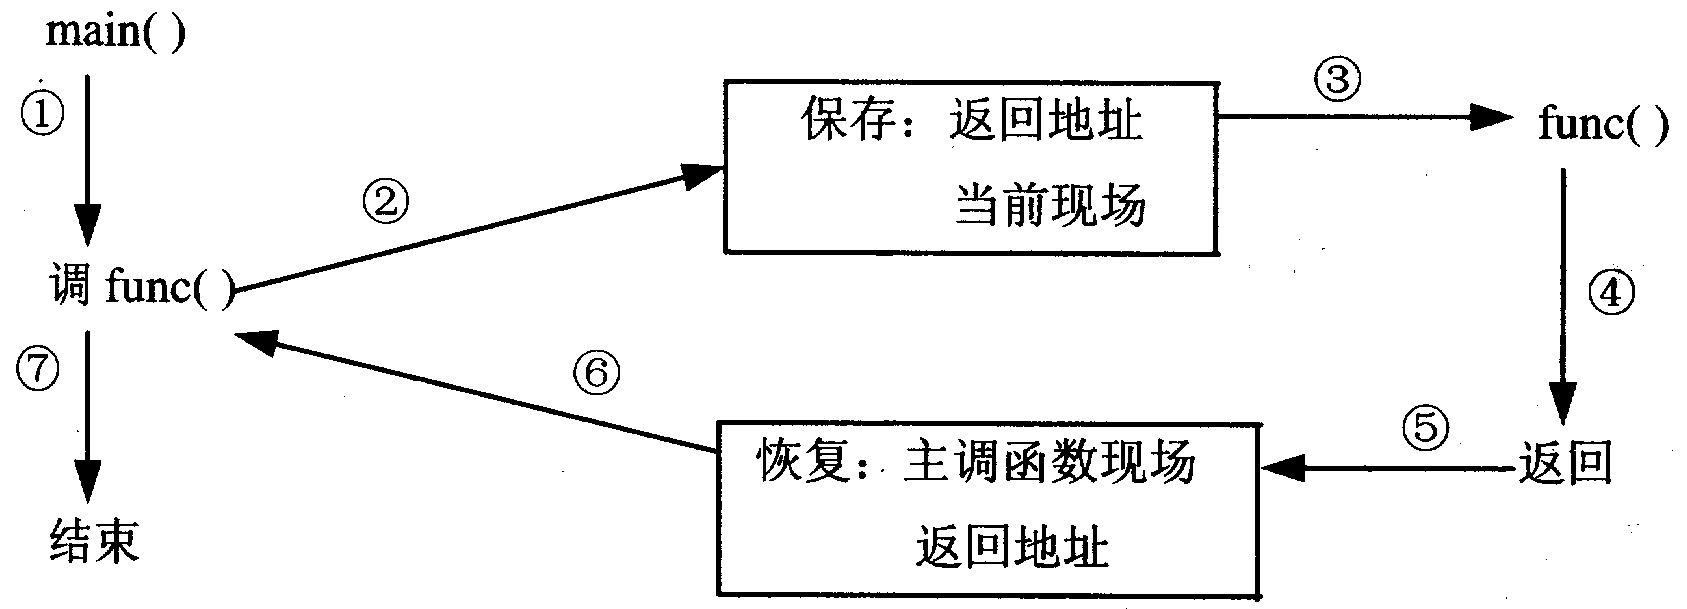 main( )
①
②
保存：返回地址
当前现场
③
func( )
调 func( )
④
⑦
⑥
恢复：主调函数现场
返回地址
⑤
返回
结束